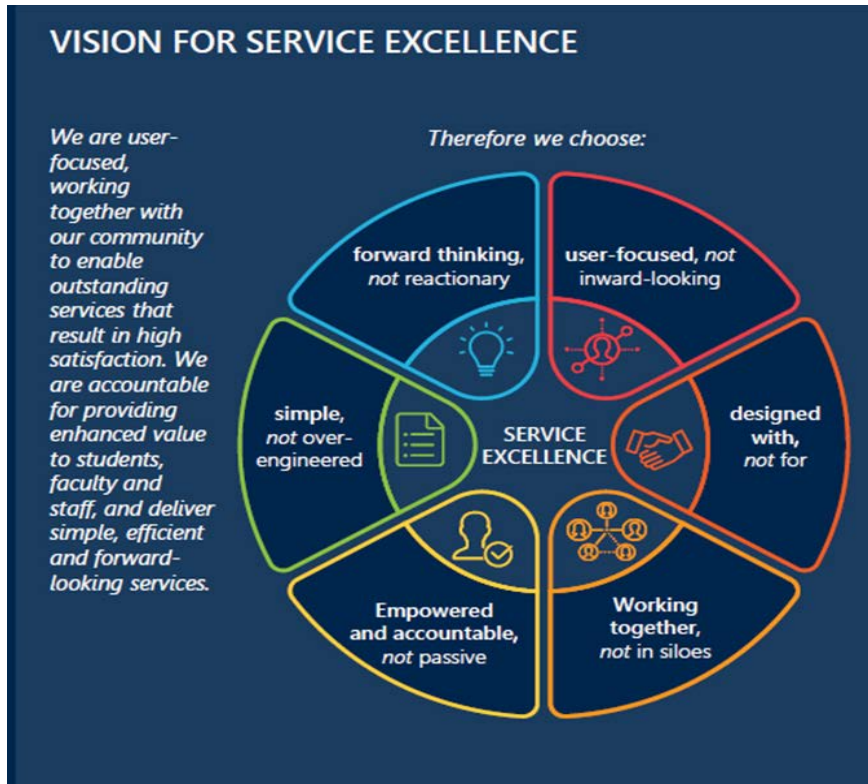 VISION FOR SERVICE EXCELLENCE
We are user-
focused,
working
together with
our community
to enable
outstanding
services that
result in high
satisfaction. We
are accountable
for providing
enhanced value
to students,
faculty and
staff, and deliver
simple, efficient
and forward-
looking services.
Therefore we choose:
forward thinking,
not reactionary
user-focused, not
inward-looking
simple,
not over-
engineered
SERVICE
EXCELLENCE
designed
with,
not for
Empowered
and accountable,
not passive
Working
together,
not in siloes